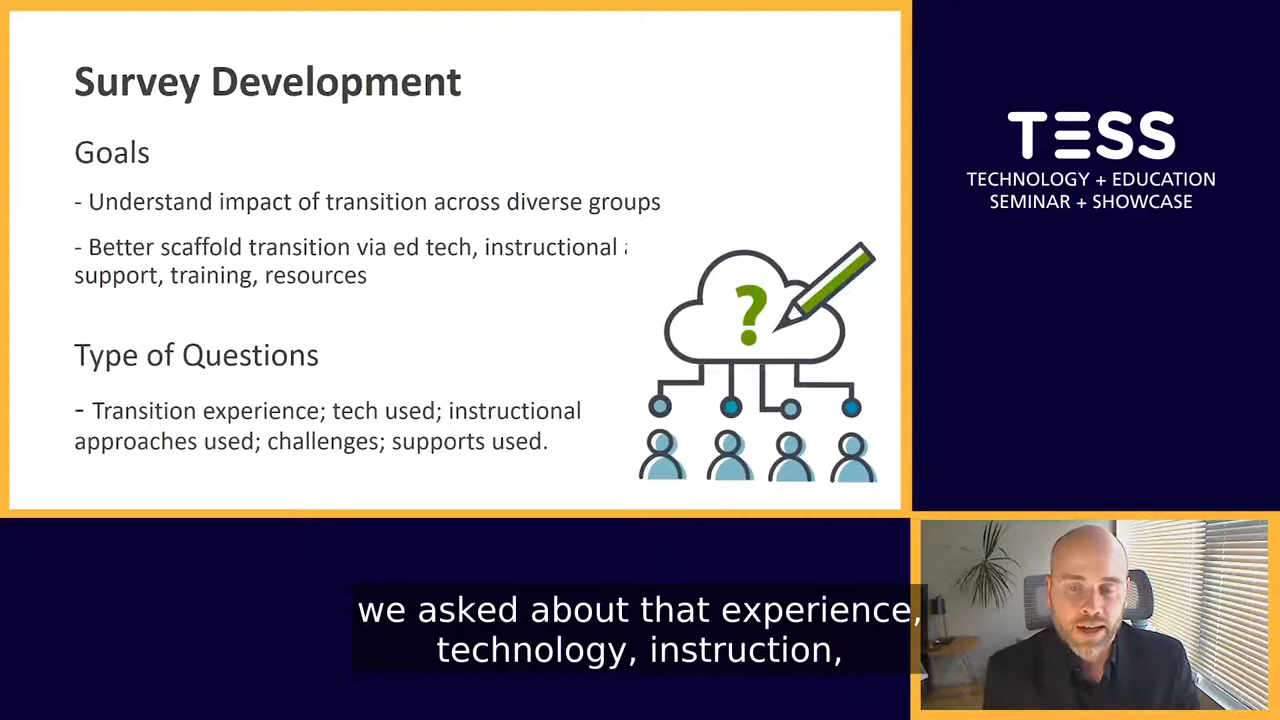 Survey Development
Goals
- Understand impact of transition across diverse groups
- Better scaffold transition via ed tech, instructional
support, training, resources
?
Type of Questions
- Transition experience; tech used; instructional
approaches used; challenges; supports used.
TESS
TECHNOLOGY + EDUCATION
SEMINAR + SHOWCASE
we asked about that experience,
technology, instruction,